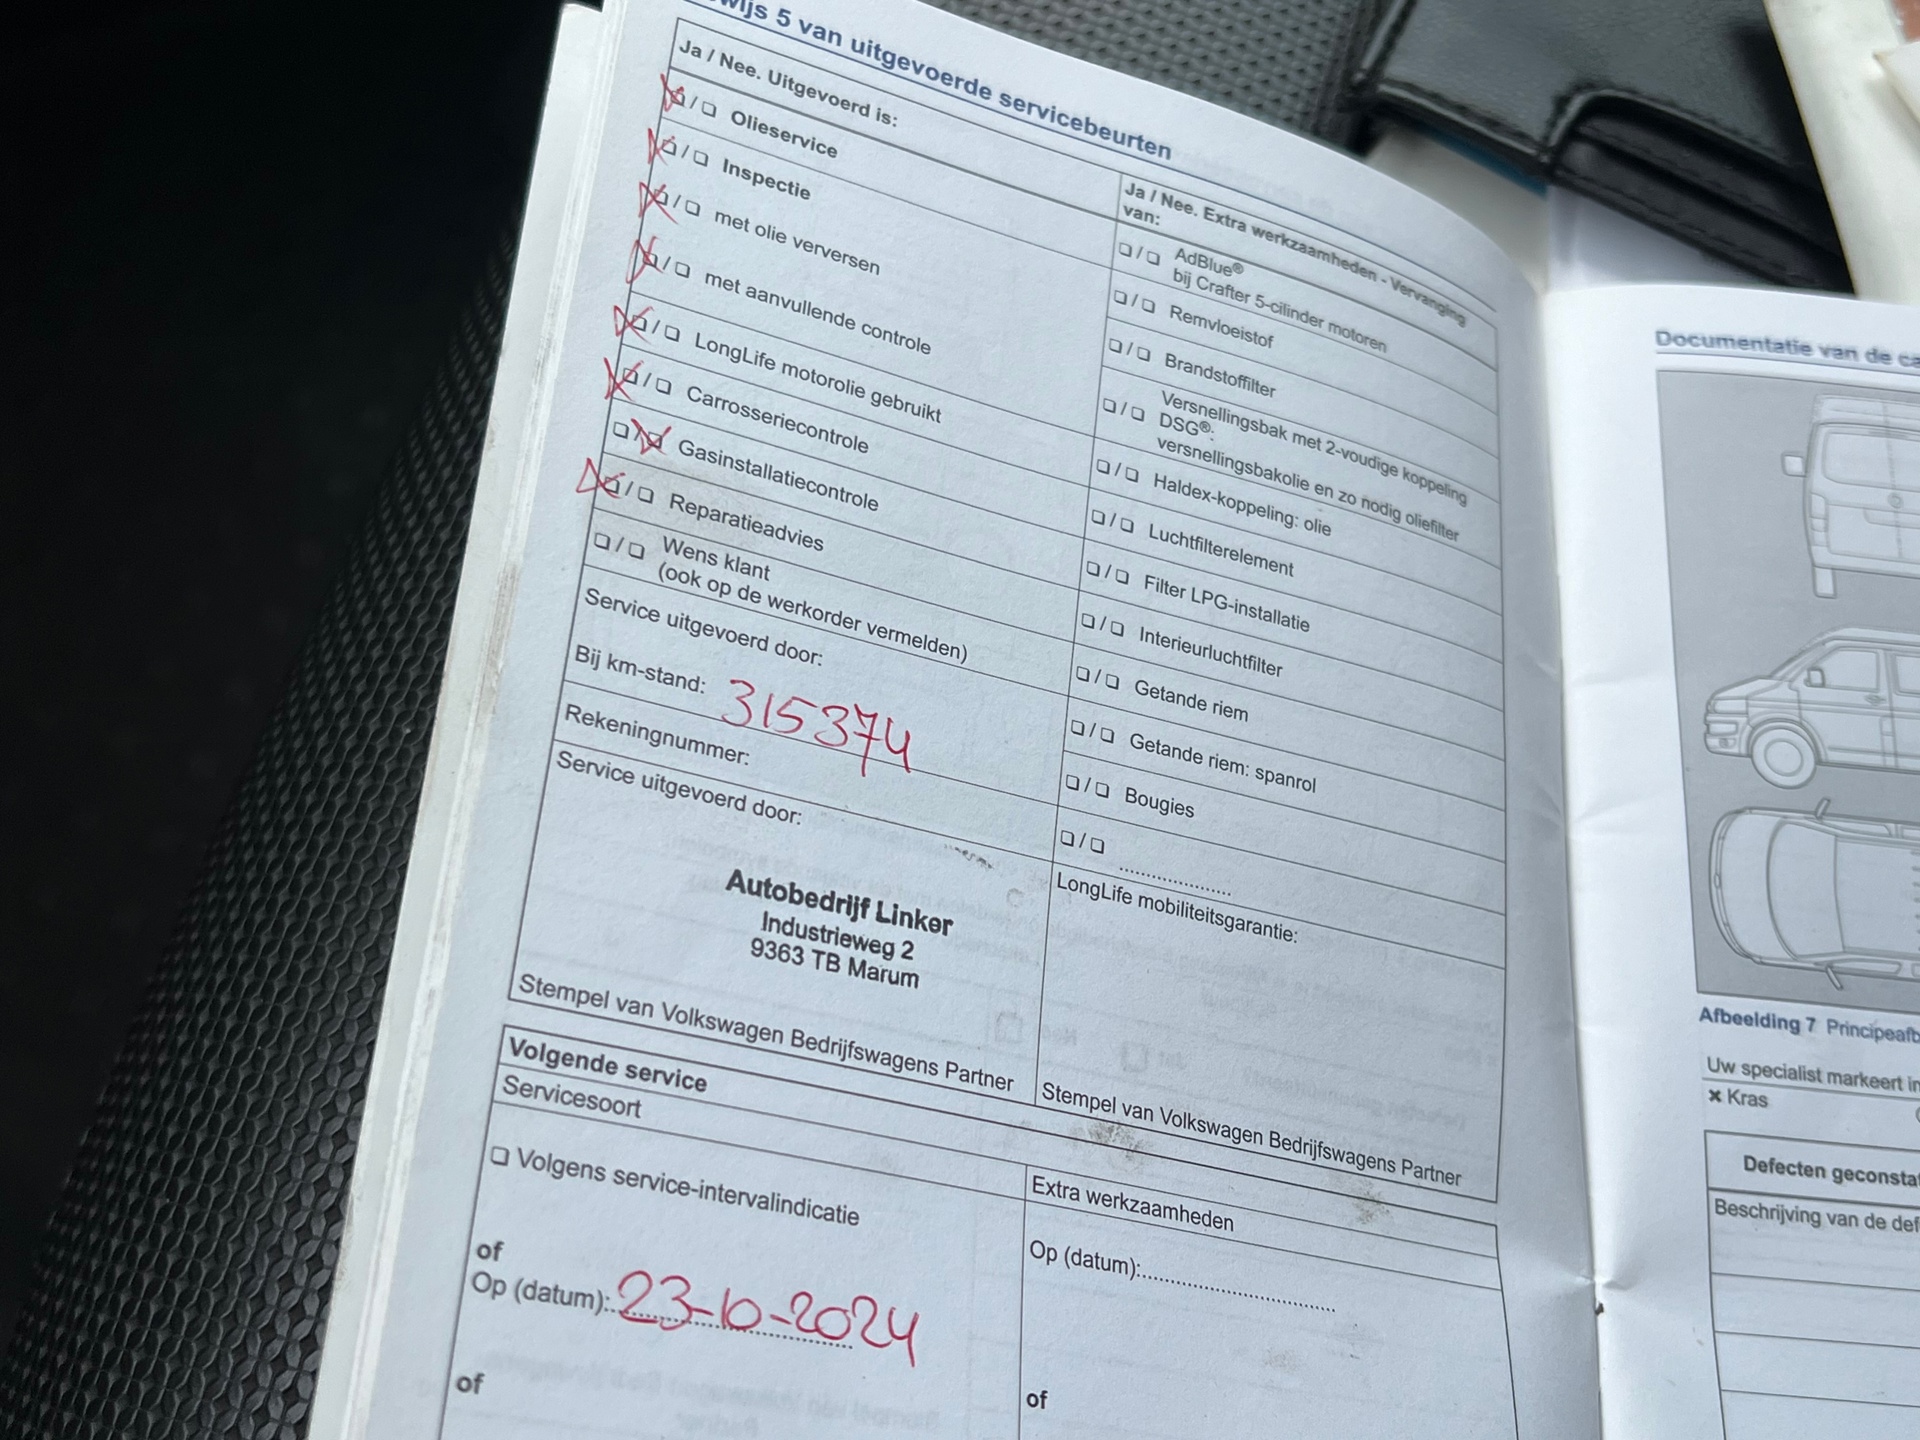 5 van uitgevoerde servicebeurten
Ja / Nee. Uitgevoerd is:
Olieservice
Inspectie
met olie verversen
met aanvullende controle
LongLife motorolie gebruikt
Carrosseriecontrole
Gasinstallatiecontrole
Reparatieadvies
Wens klant
(ook op de werkorder vermelden)
Service uitgevoerd door:
Bij km-stand: 315374
Rekeningnummer:
Service uitgevoerd door:
Autobedrijf Linker
Industrieweg 2
9363 TB Marum
Stempel van Volkswagen Bedrijfswagens Partner
Ja / Nee. Extra werkzaamheden - Vervanging
van:
AdBlue®
bij Crafter 5-cilinder motoren
Remvloeistof
Brandstoffilter
Versnellingsbak met 2-voudige koppeling
DSG®:
versnellingsbakolie en zo nodig oliefilter
Haldex-koppeling: olie
Luchtfilterelement
Filter LPG-installatie
Interieurluchtfilter
Getande riem
Getande riem: spanrol
Bougies
LongLife mobiliteitsgarantie:
Stempel van Volkswagen Bedrijfswagens Partner
Volgende service
Servicesoort
Volgens service-intervalindicatie
of
Op (datum): 23-10-2024
of
Extra werkzaamheden
Op (datum):
of
Documentatie van de
Afbeelding 7
Uw specialist markeert
× Kras
Defecten
Beschrijving van de